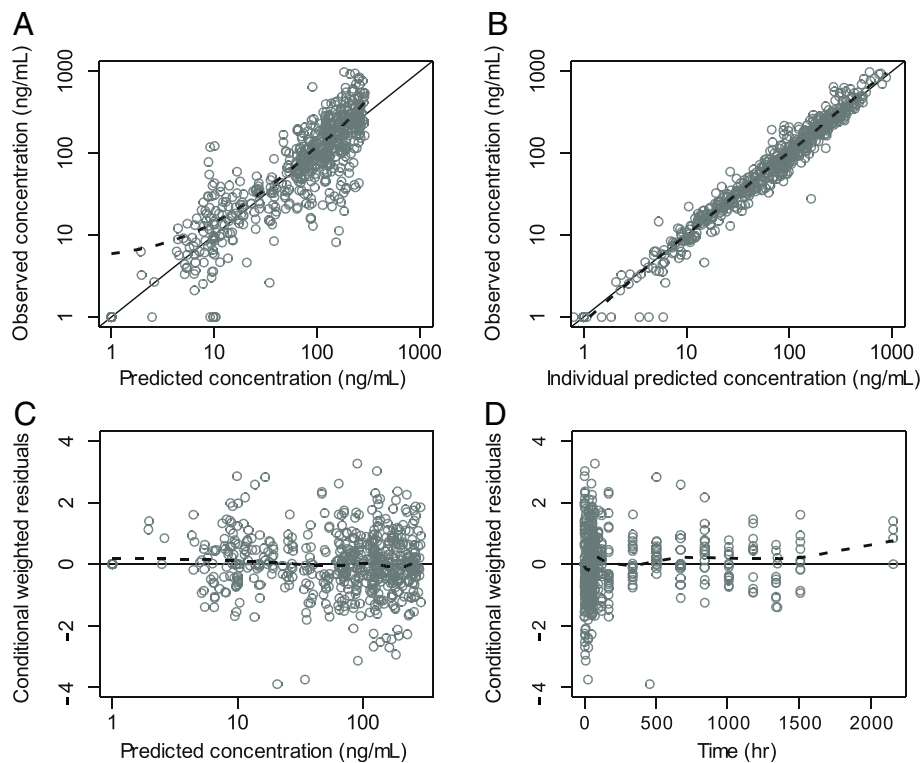 A
Observed concentration (ng/mL)
1000
100
10
1
1
10
100
1000
Predicted concentration (ng/mL)
B
Observed concentration (ng/mL)
1000
100
10
1
1
10
100
1000
Individual predicted concentration (ng/mL)
C
Conditional weighted residuals
4
2
0
-2
-4
1
10
100
Predicted concentration (ng/mL)
D
Conditional weighted residuals
4
2
0
-2
-4
0
500
1000
1500
2000
Time (hr)